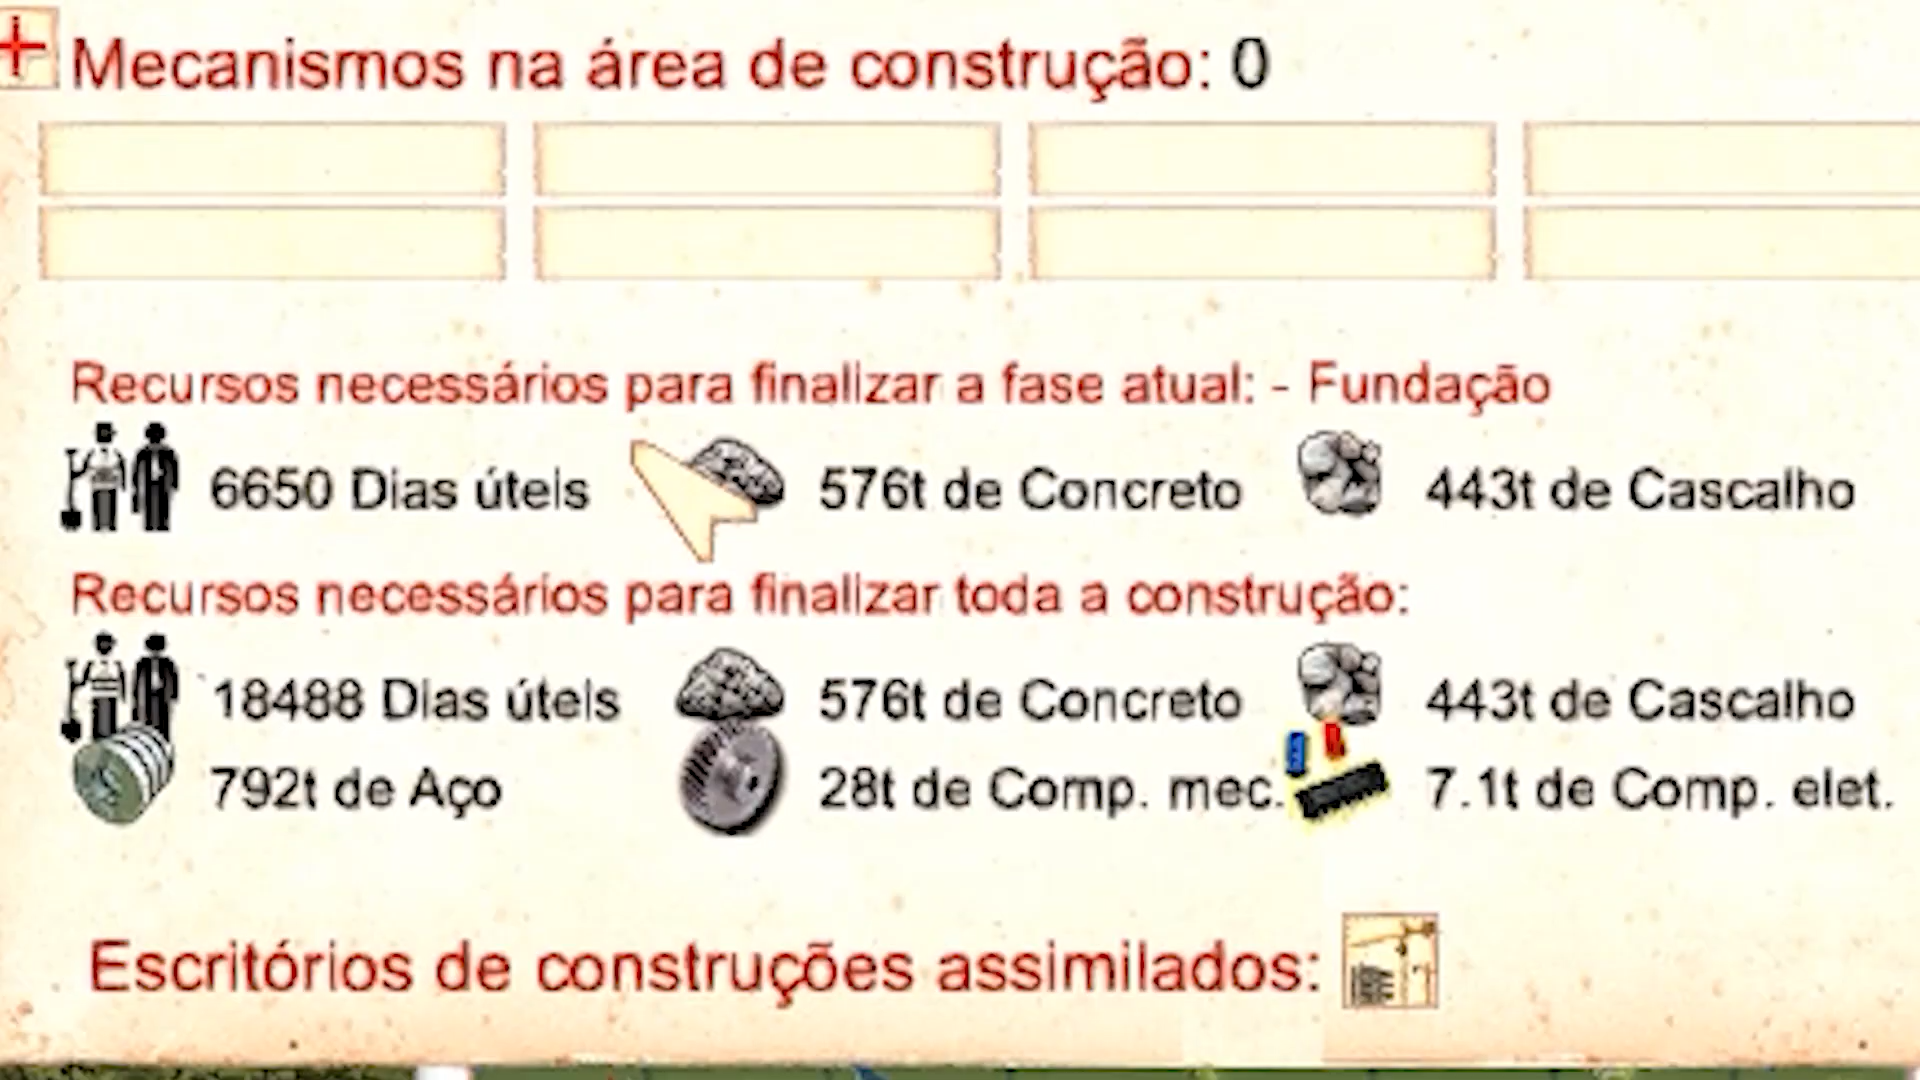 Mecanismos na área de construção: 0
Recursos necessários para finalizar a fase atual: - Fundação
6650 Dias úteis 576t de Concreto 443t de Cascalho
Recursos necessários para finalizar toda a construção:
18488 Dias úteis 576t de Concreto 443t de Cascalho
792t de Aço 28t de Comp. mec. 7.1t de Comp. elet.
Escritórios de construções assimilados: